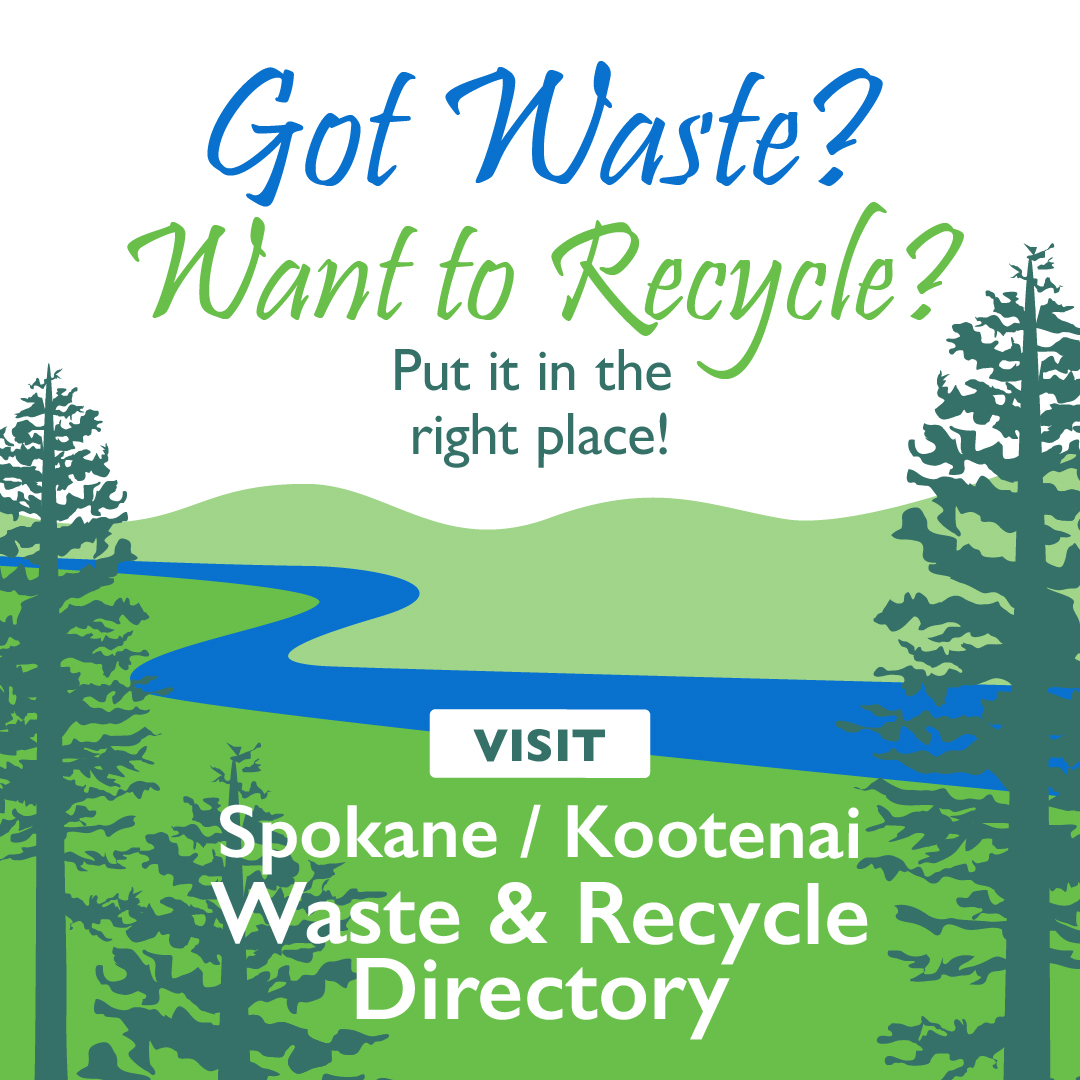 Got Waste?
Want to Recycle?
Put it in the
right place!
VISIT
Spokane / Kootenai
Waste & Recycle
Directory